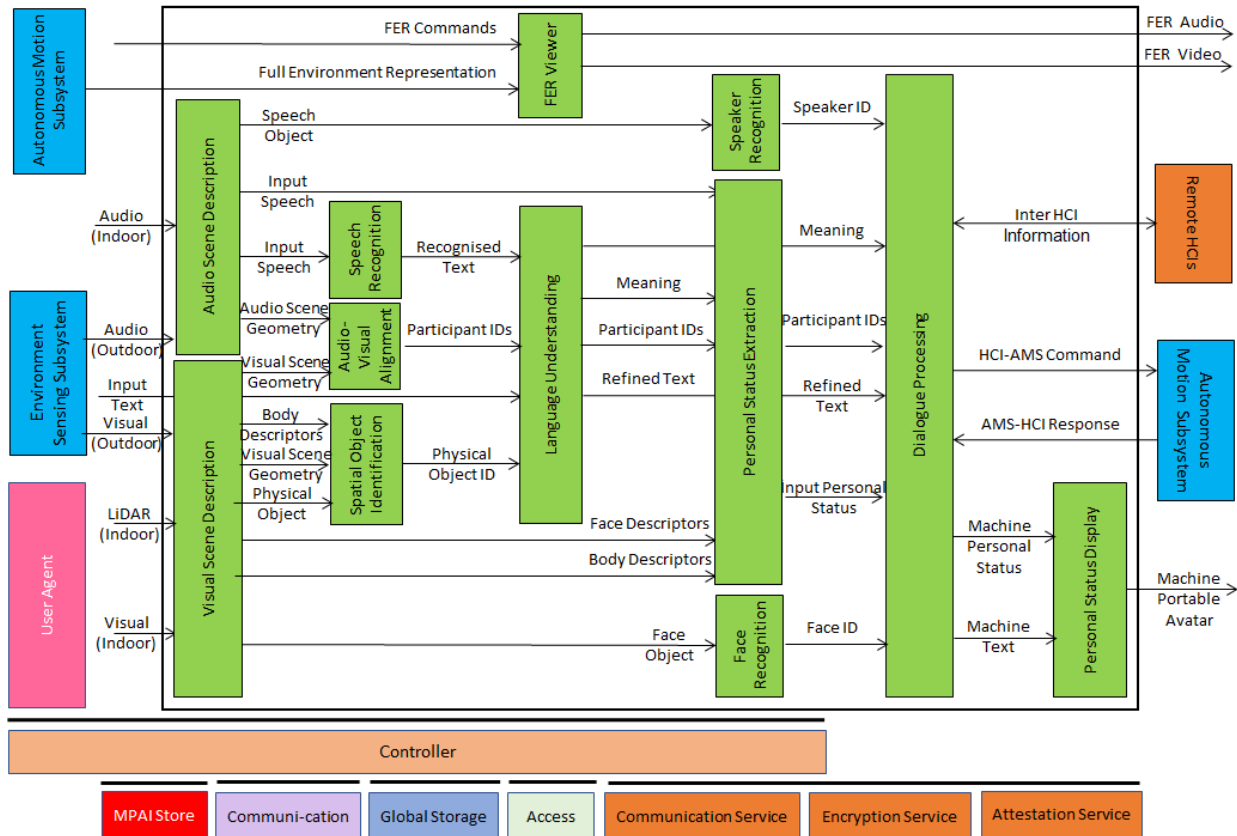 Autonomous Motion
Subsystem
FER Commands
FER Viewer
FER Audio
Full Environment Representation
FER Video
Speech
Object
Speaker
Recognition
Speaker ID
Audio
(Indoor)
Audio Scene Description
Input
Speech
Input
Speech
Speech
Recognition
Recognised
Text
Language Understanding
Meaning
Personal Status Extraction
Meaning
Dialogue Processing
Inter HCI
Information
Remote HCIs
Environment
Sensing Subsystem
Audio
(Outdoor)
Audio Scene
Geometry
Audio-
Visual
Alignment
Participant IDs
Participant IDs
Participant IDs
HCI-AMS Command
Autonomous
Motion Subsystem
Input
Text
Visual Scene
Geometry
Refined Text
Refined
Text
Visual
(Outdoor)
Body
Descriptors
Visual Scene
Geometry
Physical
Object
Spatial Object
Identification
Physical
Object ID
AMS-HCI Response
Visual Scene Description
Input Personal
Status
User Agent
LiDAR
(Indoor)
Face Descriptors
Body Descriptors
Machine
Personal
Status
Personal Status Display
Machine
Portable
Avatar
Visual
(Indoor)
Face
Object
Face
Recognition
Face ID
Machine
Text
Controller
MPAI Store
Communi-cation
Global Storage
Access
Communication Service
Encryption Service
Attestation Service